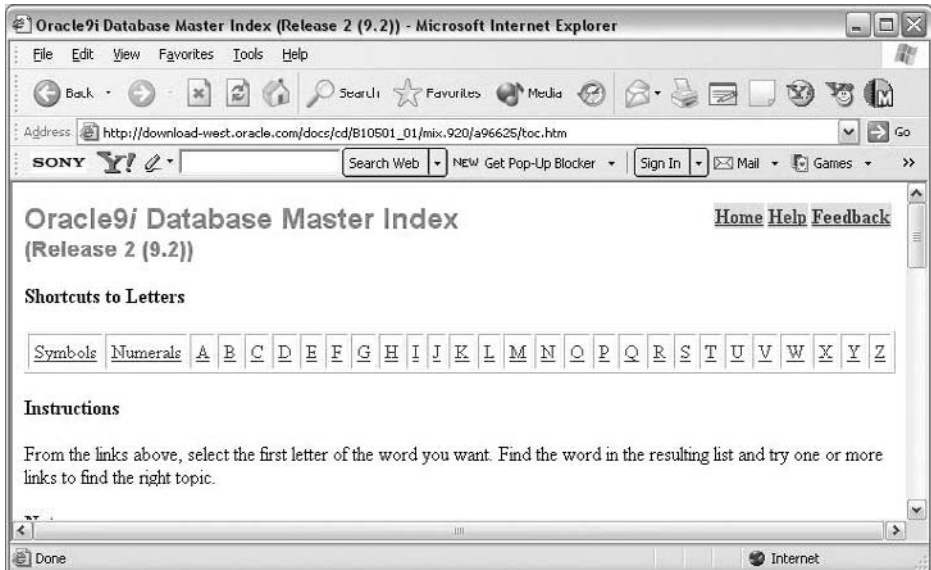 Oracle9i Database Master Index (Release 2 (9.2)) - Microsoft Internet Explorer
File Edit View Favorites Tools Help
Back Search Favorites Media
Address http://download-west.oracle.com/docs/cd/B10501_01/mix.920/a96625/toc.htm Go
SONY Y! Search Web NEW Get Pop-Up Blocker Sign In Mail Games »
Oracle9i Database Master Index
(Release 2 (9.2))
Home Help Feedback
Shortcuts to Letters
Symbols Numerals A B C D E F G H I J K L M N O P Q R S T U V W X Y Z
Instructions
From the links above, select the first letter of the word you want. Find the word in the resulting list and try one or more
links to find the right topic.
Done Internet